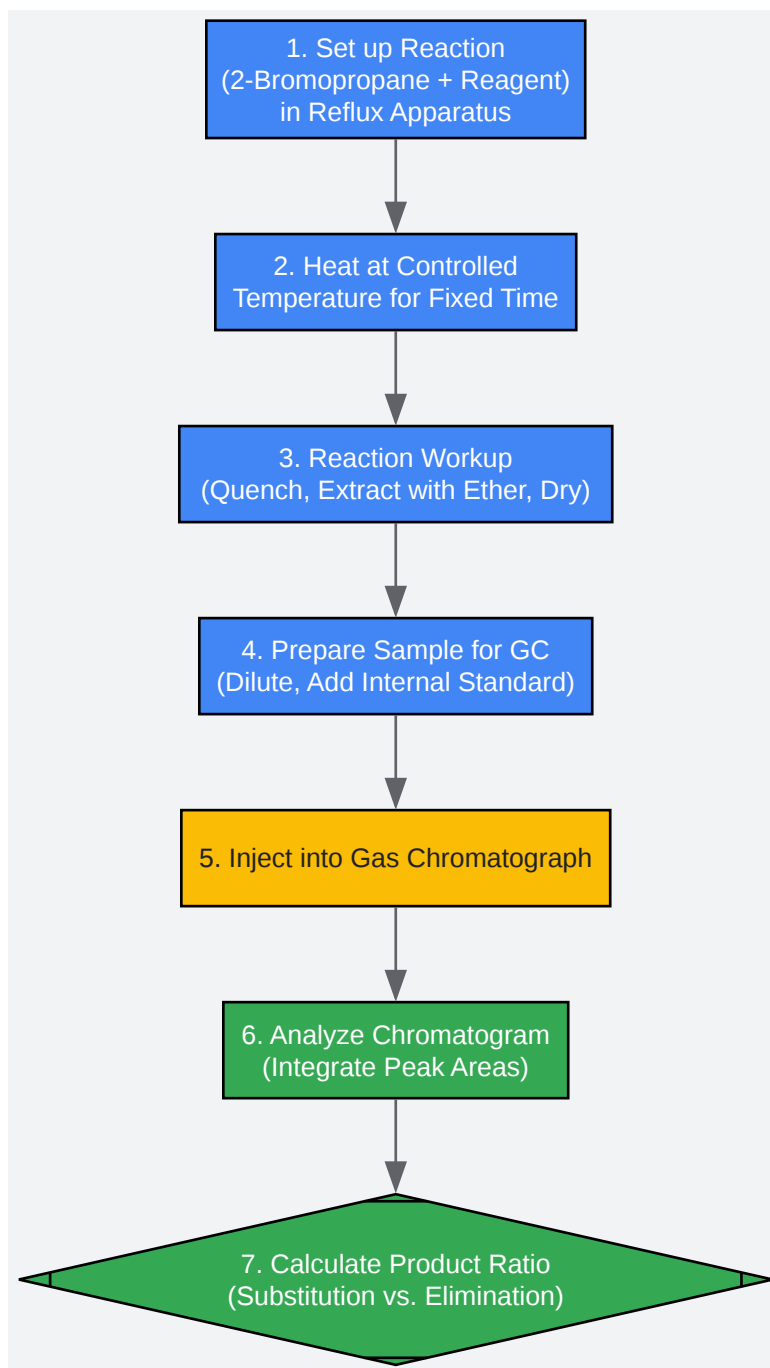 1. Set up Reaction
(2-Bromopropane + Reagent)
in Reflux Apparatus
2. Heat at Controlled
Temperature for Fixed Time
3. Reaction Workup
(Quench, Extract with Ether, Dry)
4. Prepare Sample for GC
(Dilute, Add Internal Standard)
5. Inject into Gas Chromatograph
6. Analyze Chromatogram
(Integrate Peak Areas)
7. Calculate Product Ratio
(Substitution vs. Elimination)